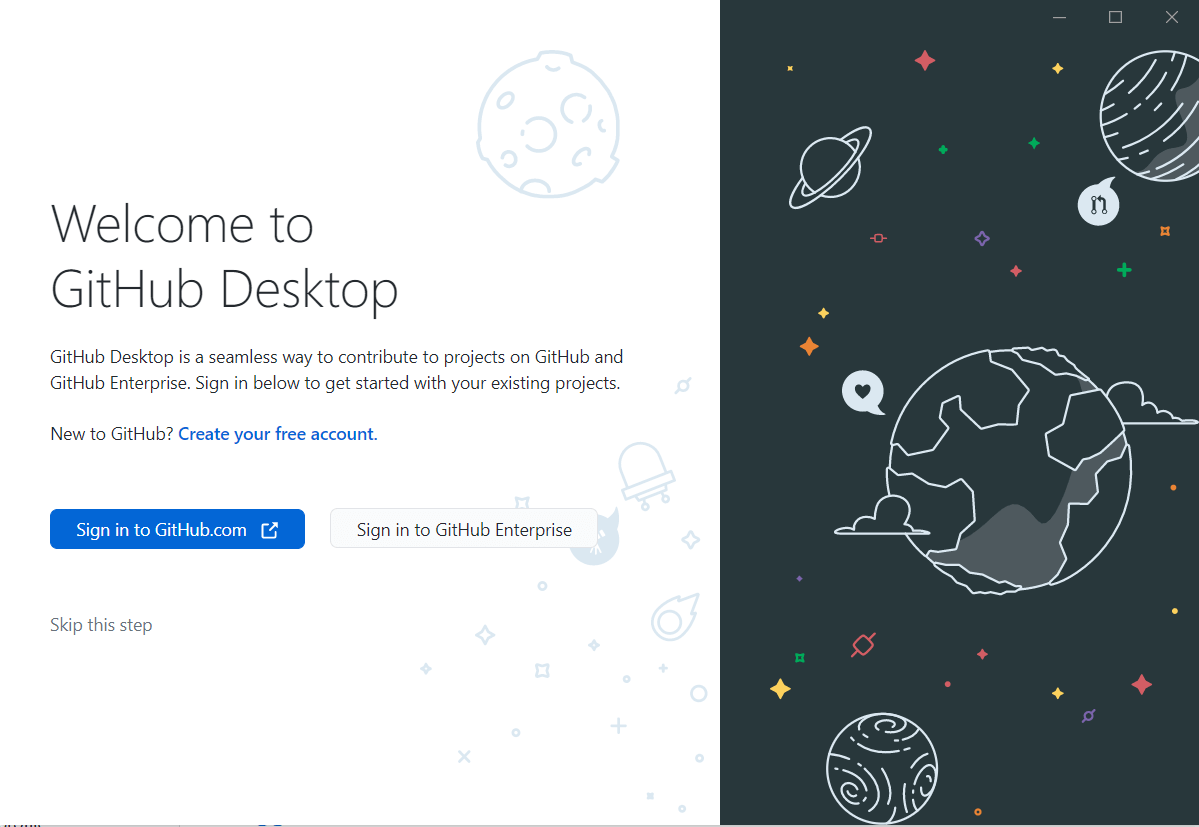 Welcome to
GitHub Desktop
GitHub Desktop is a seamless way to contribute to projects on GitHub and
GitHub Enterprise. Sign in below to get started with your existing projects.
New to GitHub? Create your free account.
Sign in to GitHub.com
Sign in to GitHub Enterprise
Skip this step